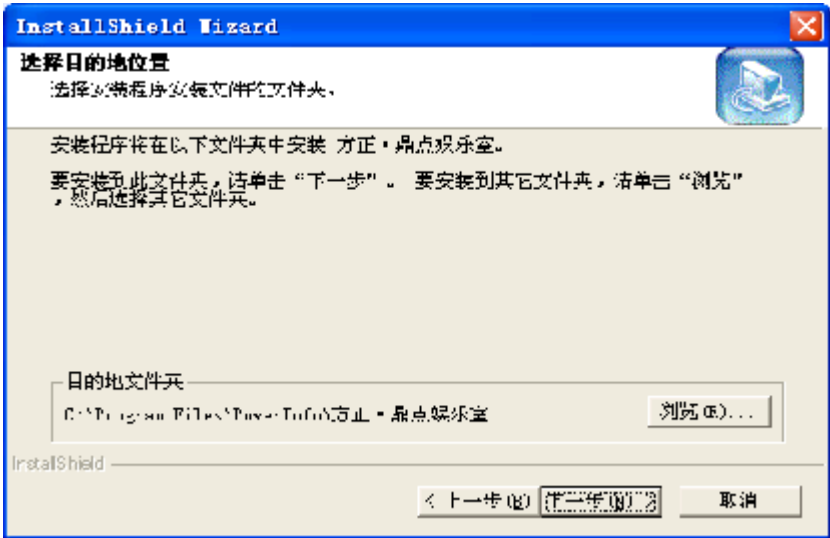 InstallShield Wizard
选择目的地位置
选择安装程序安装文件的文件夹。
安装程序将在以下文件夹中安装 方正·鼎点娱乐室。
要安装到此文件夹,请单击“下一步”。 要安装到其它文件夹,请单击“浏览”
,然后选择其它文件夹。
目的地文件夹
C:\Program Files\PowerInfo\方正·鼎点娱乐室
浏览(R)...
InstallShield
< 上一步(B)
下一步(N) >
取消